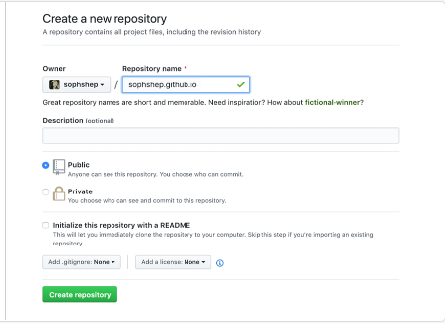 Create a new repository
A repository contains all project files, including the revision history
Owner Repository name *
sophshep / sophshep.github.io
Great repository names are short and memorable. Need inspiration? How about fictional-winner?
Description (optional)
Public
Anyone can see this repository. You choose who can commit.
Private
You choose who can see and commit to this repository.
Initialize this repository with a README
This will let you immediately clone the repository to your computer. Skip this step if you're importing an existing
repository
Add .gitignore: None Add a license: None
Create repository